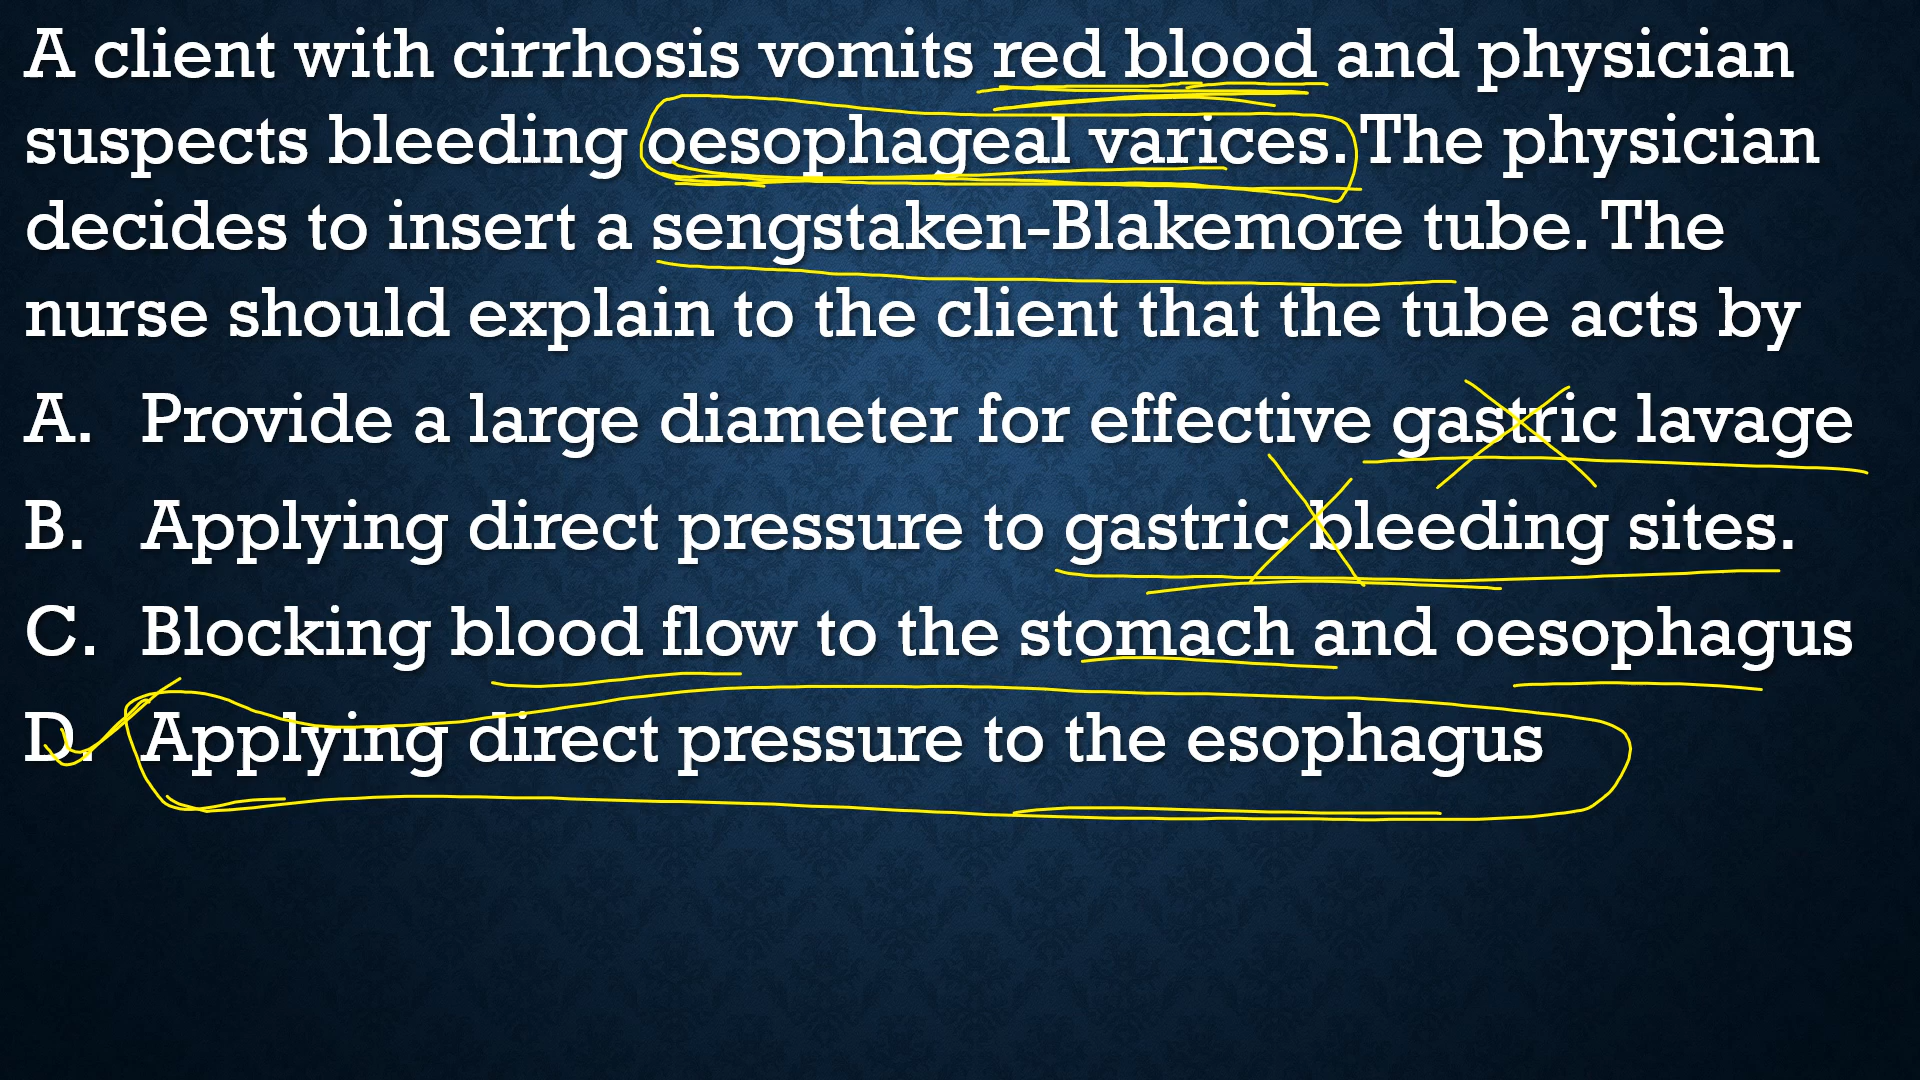 A client with cirrhosis vomits red blood and physician
suspects bleeding oesophageal varices. The physician
decides to insert a sengstaken-Blakemore tube. The
nurse should explain to the client that the tube acts by
A. Provide a large diameter for effective gastric lavage
B. Applying direct pressure to gastric bleeding sites.
C. Blocking blood flow to the stomach and oesophagus
D. Applying direct pressure to the esophagus